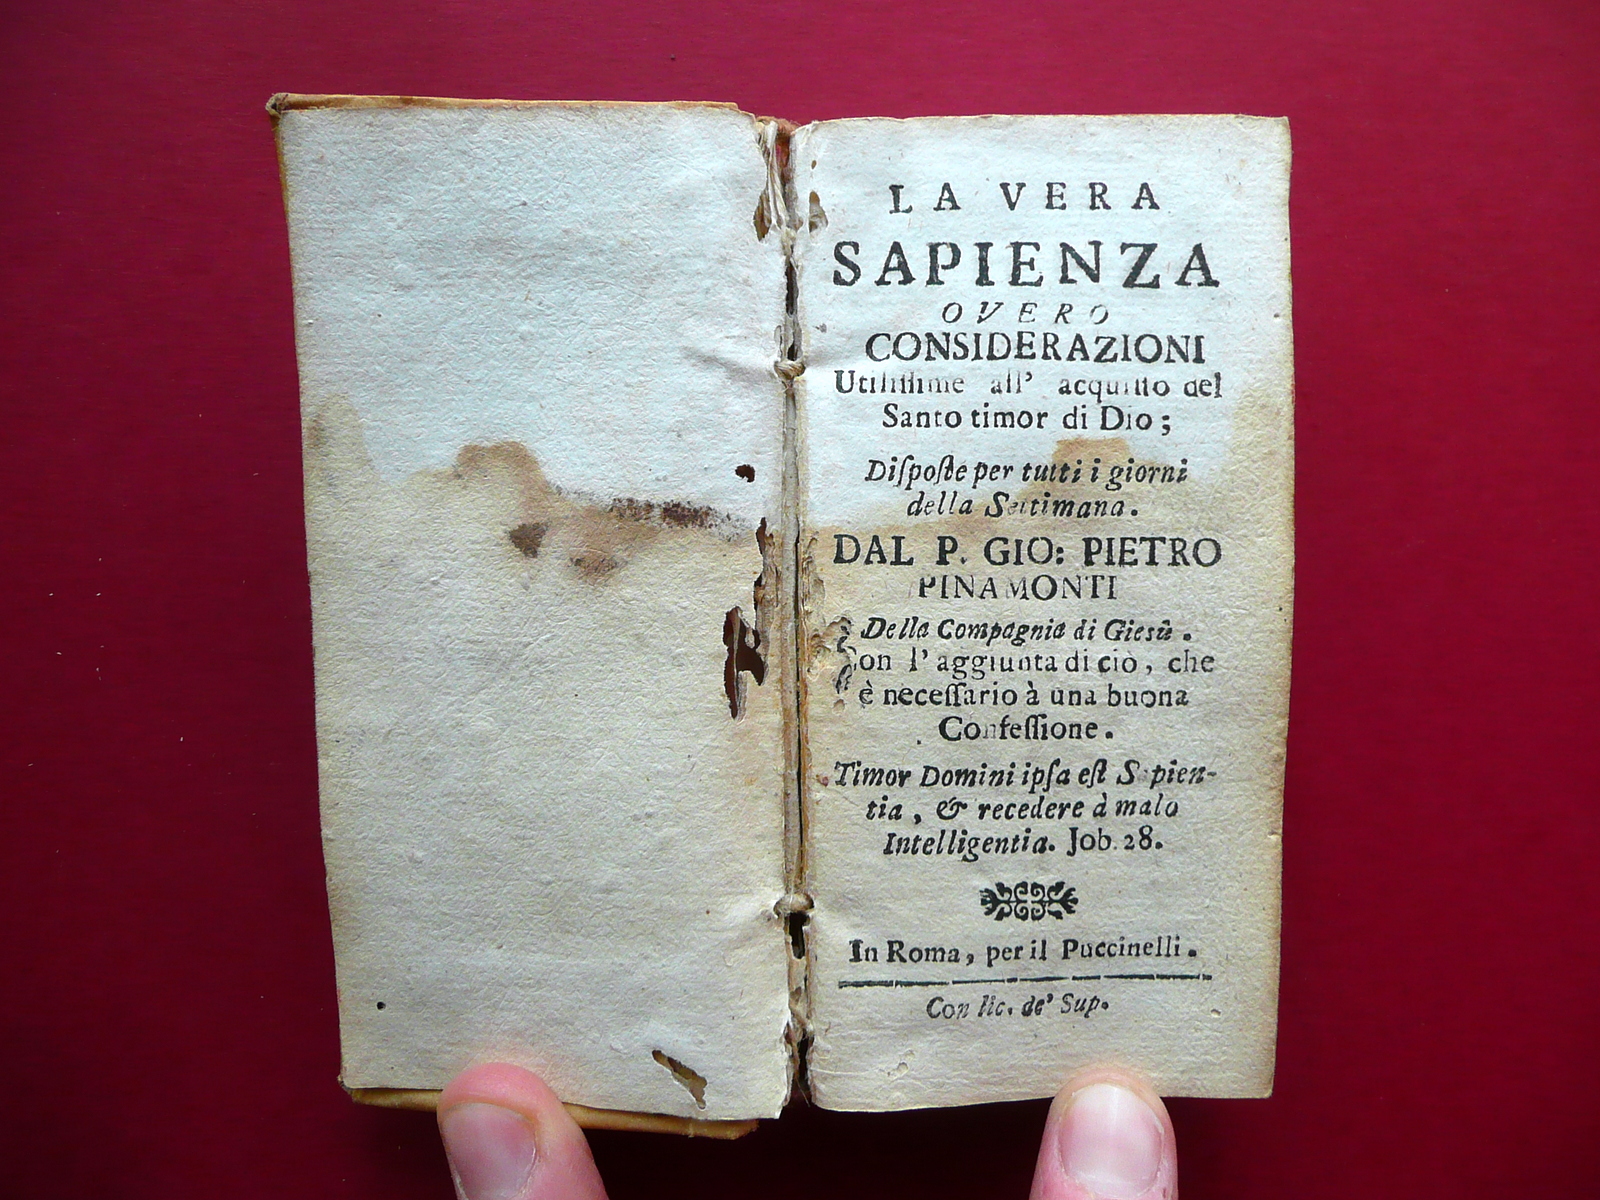 LA VERA
SAPIENZA
OVERO
CONSIDERAZIONI
Utilissime all' acquisto del
Santo timor di Dio;
Diſpoſte per tutti i giorni
della Settimana.
DAL P. GIO: PIETRO
PINAMONTI
Della Compagnia di Giesù.
Con l'aggiunta di ciò, che
è neceſſario à una buona
Confeſſione.
Timor Domini ipſa eſt Sapien-
tia, & recedere à malo
Intelligentia. Job. 28.
In Roma, per il Puccinelli.
Con lic. de' Sup.